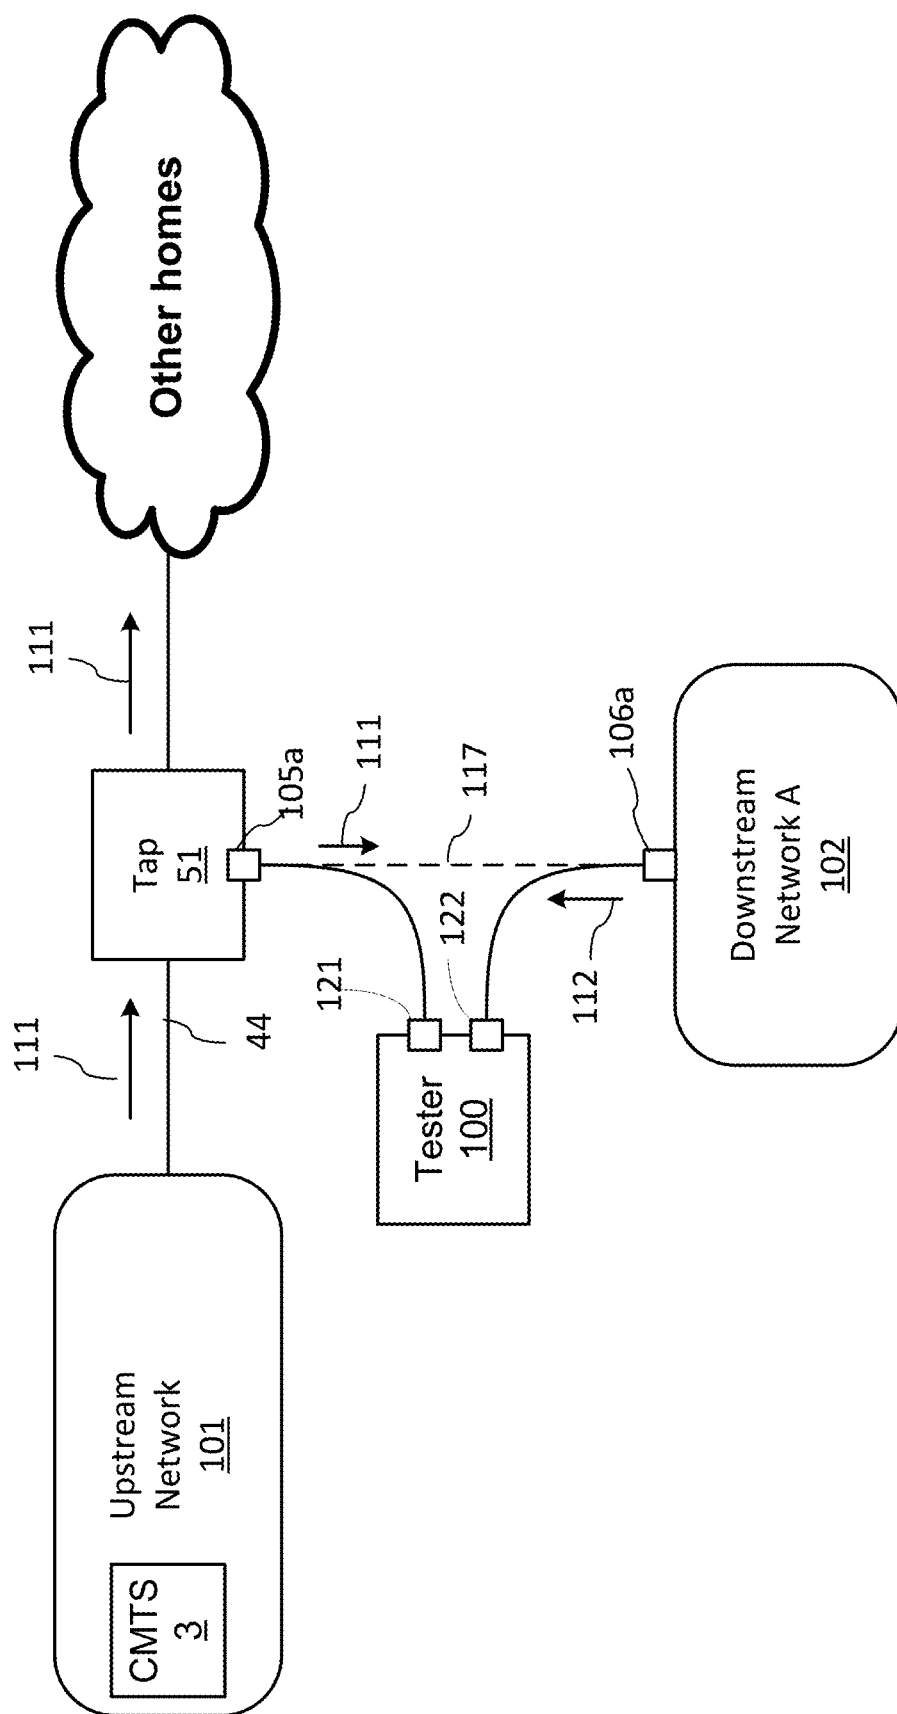 CMTS
3
Upstream
Network
101
111
44
Tap
51
105a
111
Other homes
111
117
Tester
100
121
122
112
106a
Downstream
Network A
102